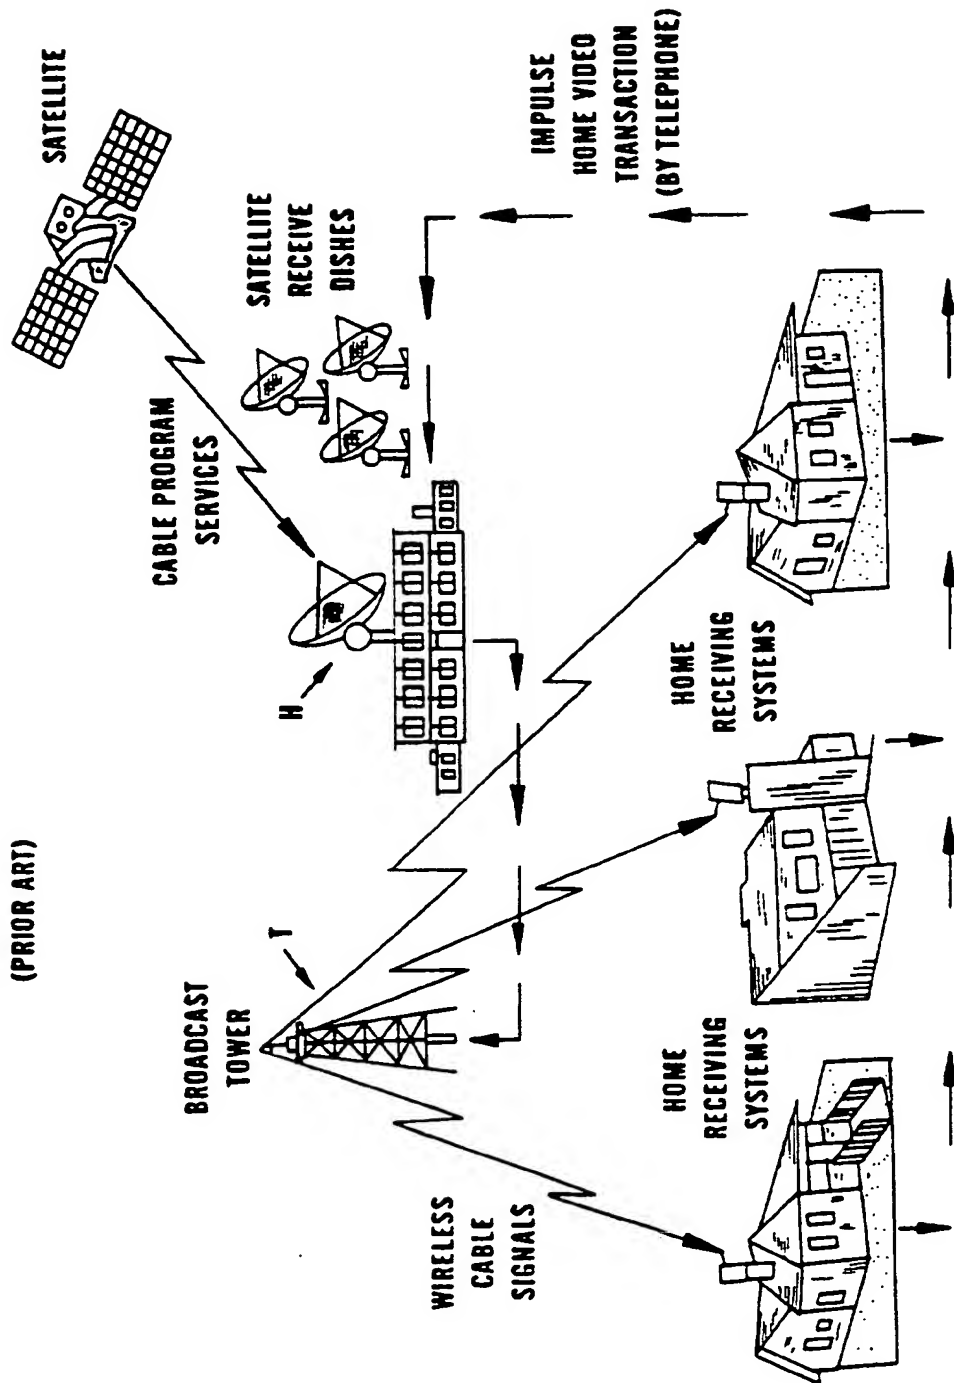 (PRIOR ART)
SATELLITE
CABLE PROGRAM
SERVICES
SATELLITE
RECEIVE
DISHES
H
BROADCAST
TOWER
T
IMPULSE
HOME VIDEO
TRANSACTION
(BY TELEPHONE)
WIRELESS
CABLE
SIGNALS
HOME
RECEIVING
SYSTEMS
HOME
RECEIVING
SYSTEMS